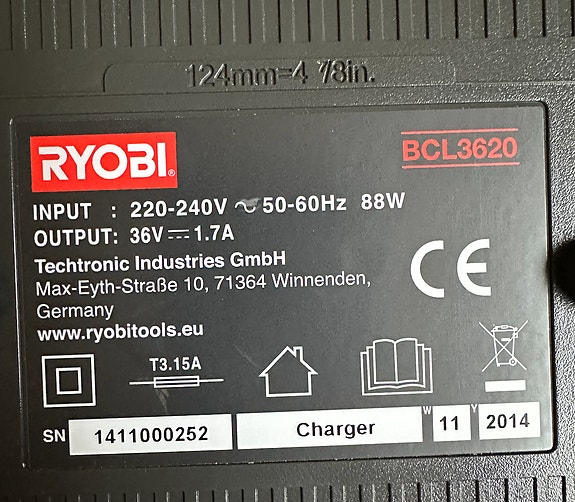 124mm=4 7/8in.
RYOBI®
BCL3620
INPUT : 220-240V ~ 50-60Hz 88W
OUTPUT: 36V ⎓ 1.7A
Techtronic Industries GmbH
Max-Eyth-Straße 10, 71364 Winnenden,
Germany
www.ryobitools.eu
CE
T3.15A
SN 1411000252 Charger W 11 Y 2014